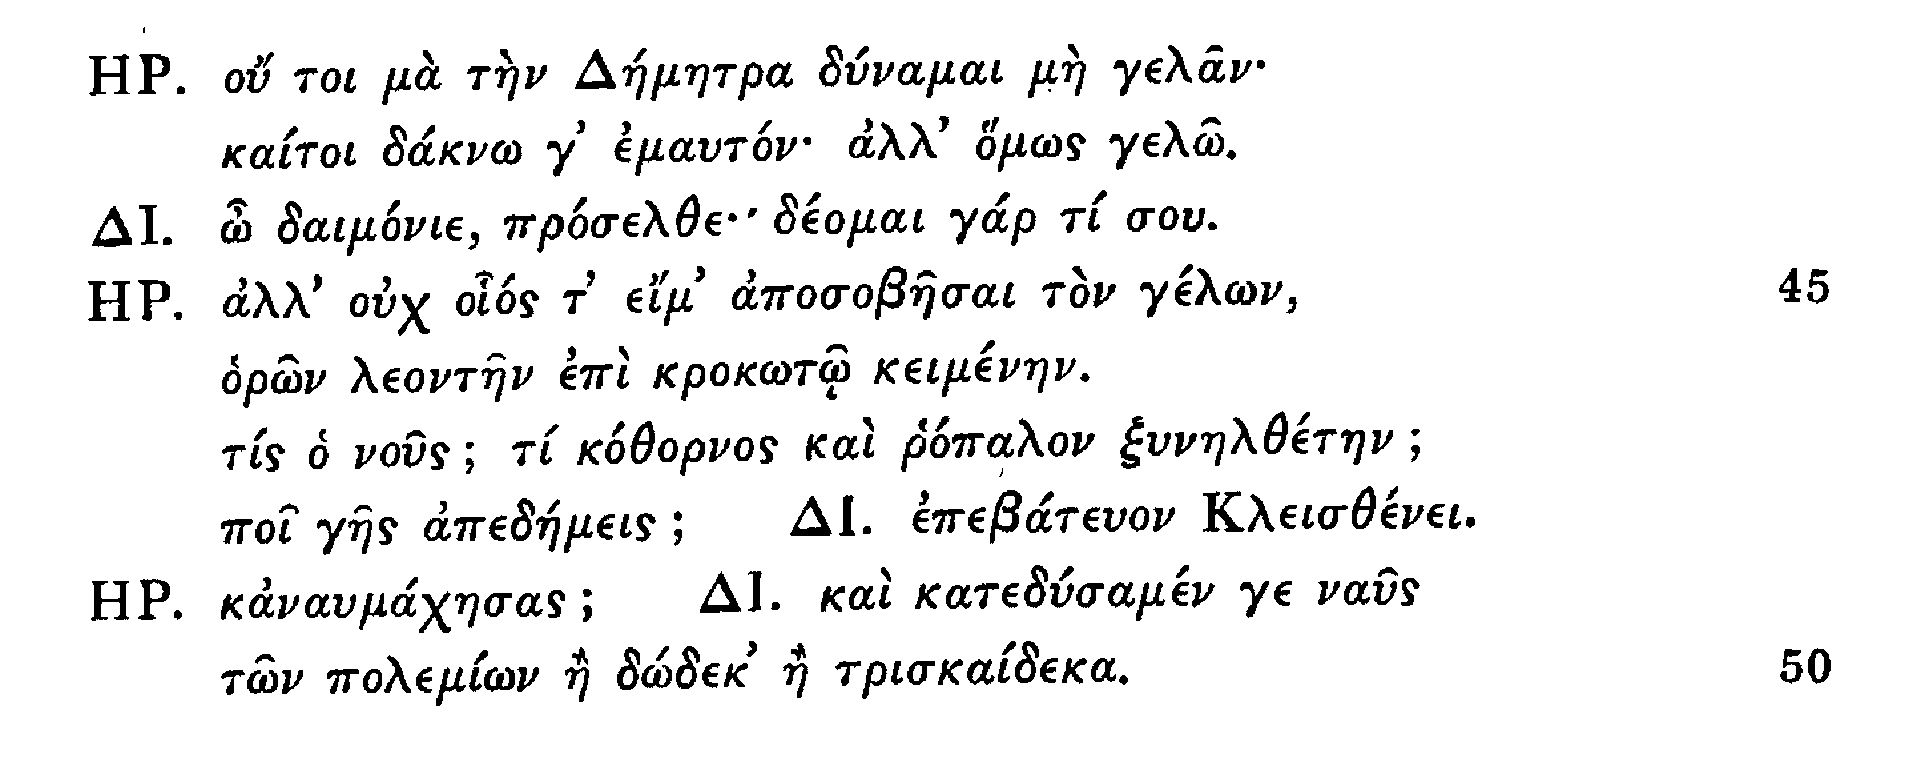 ΗΡ. οὔ τοι μὰ τὴν Δήμητρα δύναμαι μὴ γελᾶν·
καίτοι δάκνω γ’ ἐμαυτόν· ἀλλ’ ὅμως γελῶ.
ΔΙ. ὦ δαιμόνιε, πρόσελθε· δέομαι γάρ τί σου.
ΗΡ. ἀλλ’ οὐχ οἷός τ’ εἴμ’ ἀποσοβῆσαι τὸν γέλων, 45
ὁρῶν λεοντῆν ἐπὶ κροκωτῷ κειμένην.
τίς ὁ νοῦς; τί κόθορνος καὶ ῥόπαλον ξυνηλθέτην;
ποῖ γῆς ἀπεδήμεις; ΔΙ. ἐπεβάτευον Κλεισθένει.
ΗΡ. κἀναυμάχησας; ΔΙ. καὶ κατεδύσαμέν γε ναῦς
τῶν πολεμίων ἢ δώδεκ’ ἢ τρισκαίδεκα. 50